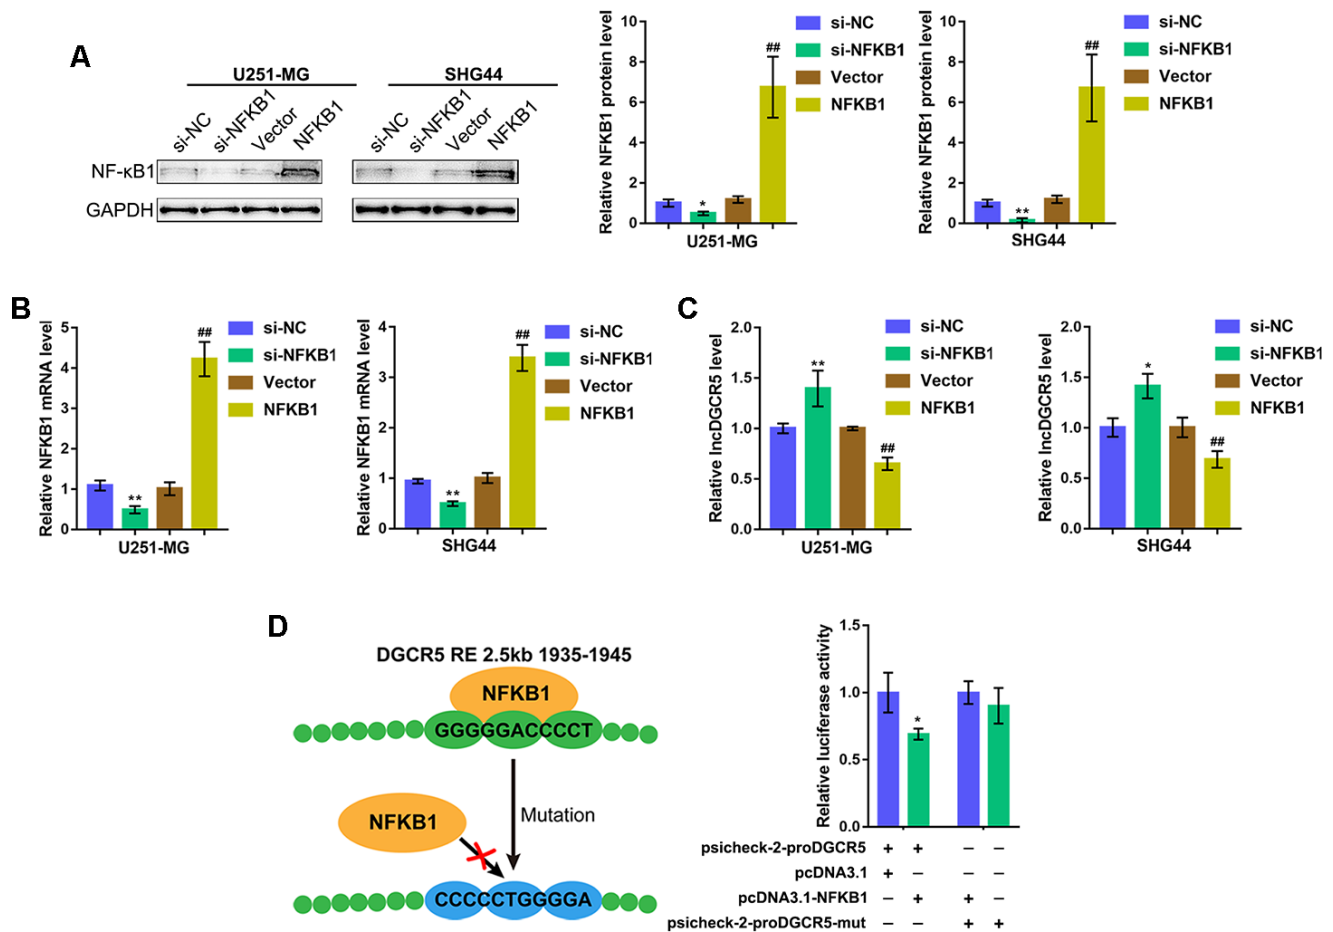 A
U251-MG
SHG44
si-NC
si-NFKB1
Vector
NFKB1
si-NC
si-NFKB1
Vector
NFKB1
NF-κB1
GAPDH
Relative NFKB1 protein level
10
8
6
4
2
0
*
##
U251-MG
si-NC
si-NFKB1
Vector
NFKB1
Relative NFKB1 protein level
10
8
6
4
2
0
**
##
SHG44
si-NC
si-NFKB1
Vector
NFKB1
B
Relative NFKB1 mRNA level
5
4
3
2
1
0
**
##
U251-MG
si-NC
si-NFKB1
Vector
NFKB1
Relative NFKB1 mRNA level
4
3
2
1
0
**
##
SHG44
si-NC
si-NFKB1
Vector
NFKB1
C
Relative lncDGCR5 level
2.0
1.5
1.0
0.5
0.0
**
##
U251-MG
si-NC
si-NFKB1
Vector
NFKB1
Relative lncDGCR5 level
2.0
1.5
1.0
0.5
0.0
*
##
SHG44
si-NC
si-NFKB1
Vector
NFKB1
D
DGCR5 RE 2.5kb 1935-1945
NFKB1
GGGGGACCCCT
Mutation
NFKB1
CCCCCTGGGGA
Relative luciferase activity
1.5
1.0
0.5
0.0
*
psicheck-2-proDGCR5 + + − −
pcDNA3.1 + − − −
pcDNA3.1-NFKB1 − + + −
psicheck-2-proDGCR5-mut − − + +